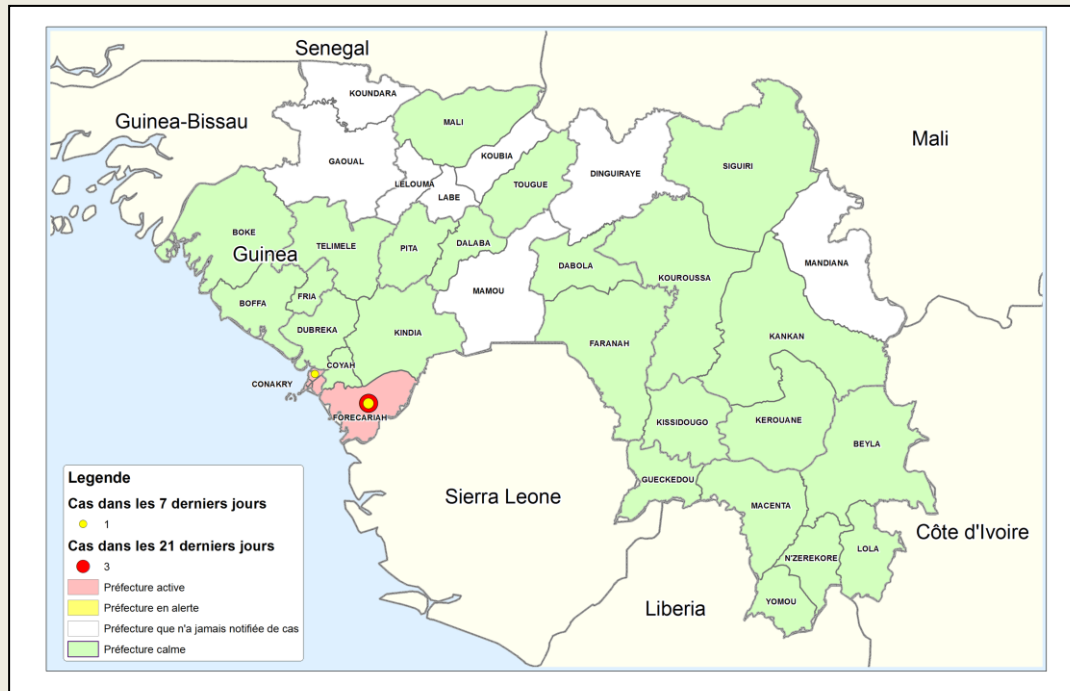 Senegal
KOUNDARA
Guinea-Bissau
MALI
Mali
KOUBIA
GAOUAL
SIGUIRI
DINGUIRAYE
LELOUMA
TOUGUE
LABE
BOKE
TELIMELE
PITA
DALABA
Guinea
DABOLA
MANDIANA
KOUROUSSA
MAMOU
FRIA
BOFFA
DUBREKA
KINDIA
KANKAN
FARANAH
COYAH
CONAKRY
FORECARIAH
KISSIDOUGO
KEROUANE
BEYLA
GUECKEDOU
Sierra Leone
MACENTA
Côte d'Ivoire
LOLA
N'ZEREKORE
YOMOU
Liberia
Legende
Cas dans les 7 derniers jours
1
Cas dans les 21 derniers jours
3
Préfecture active
Préfecture en alerte
Préfecture que n'a jamais notifiée de cas
Préfecture calme